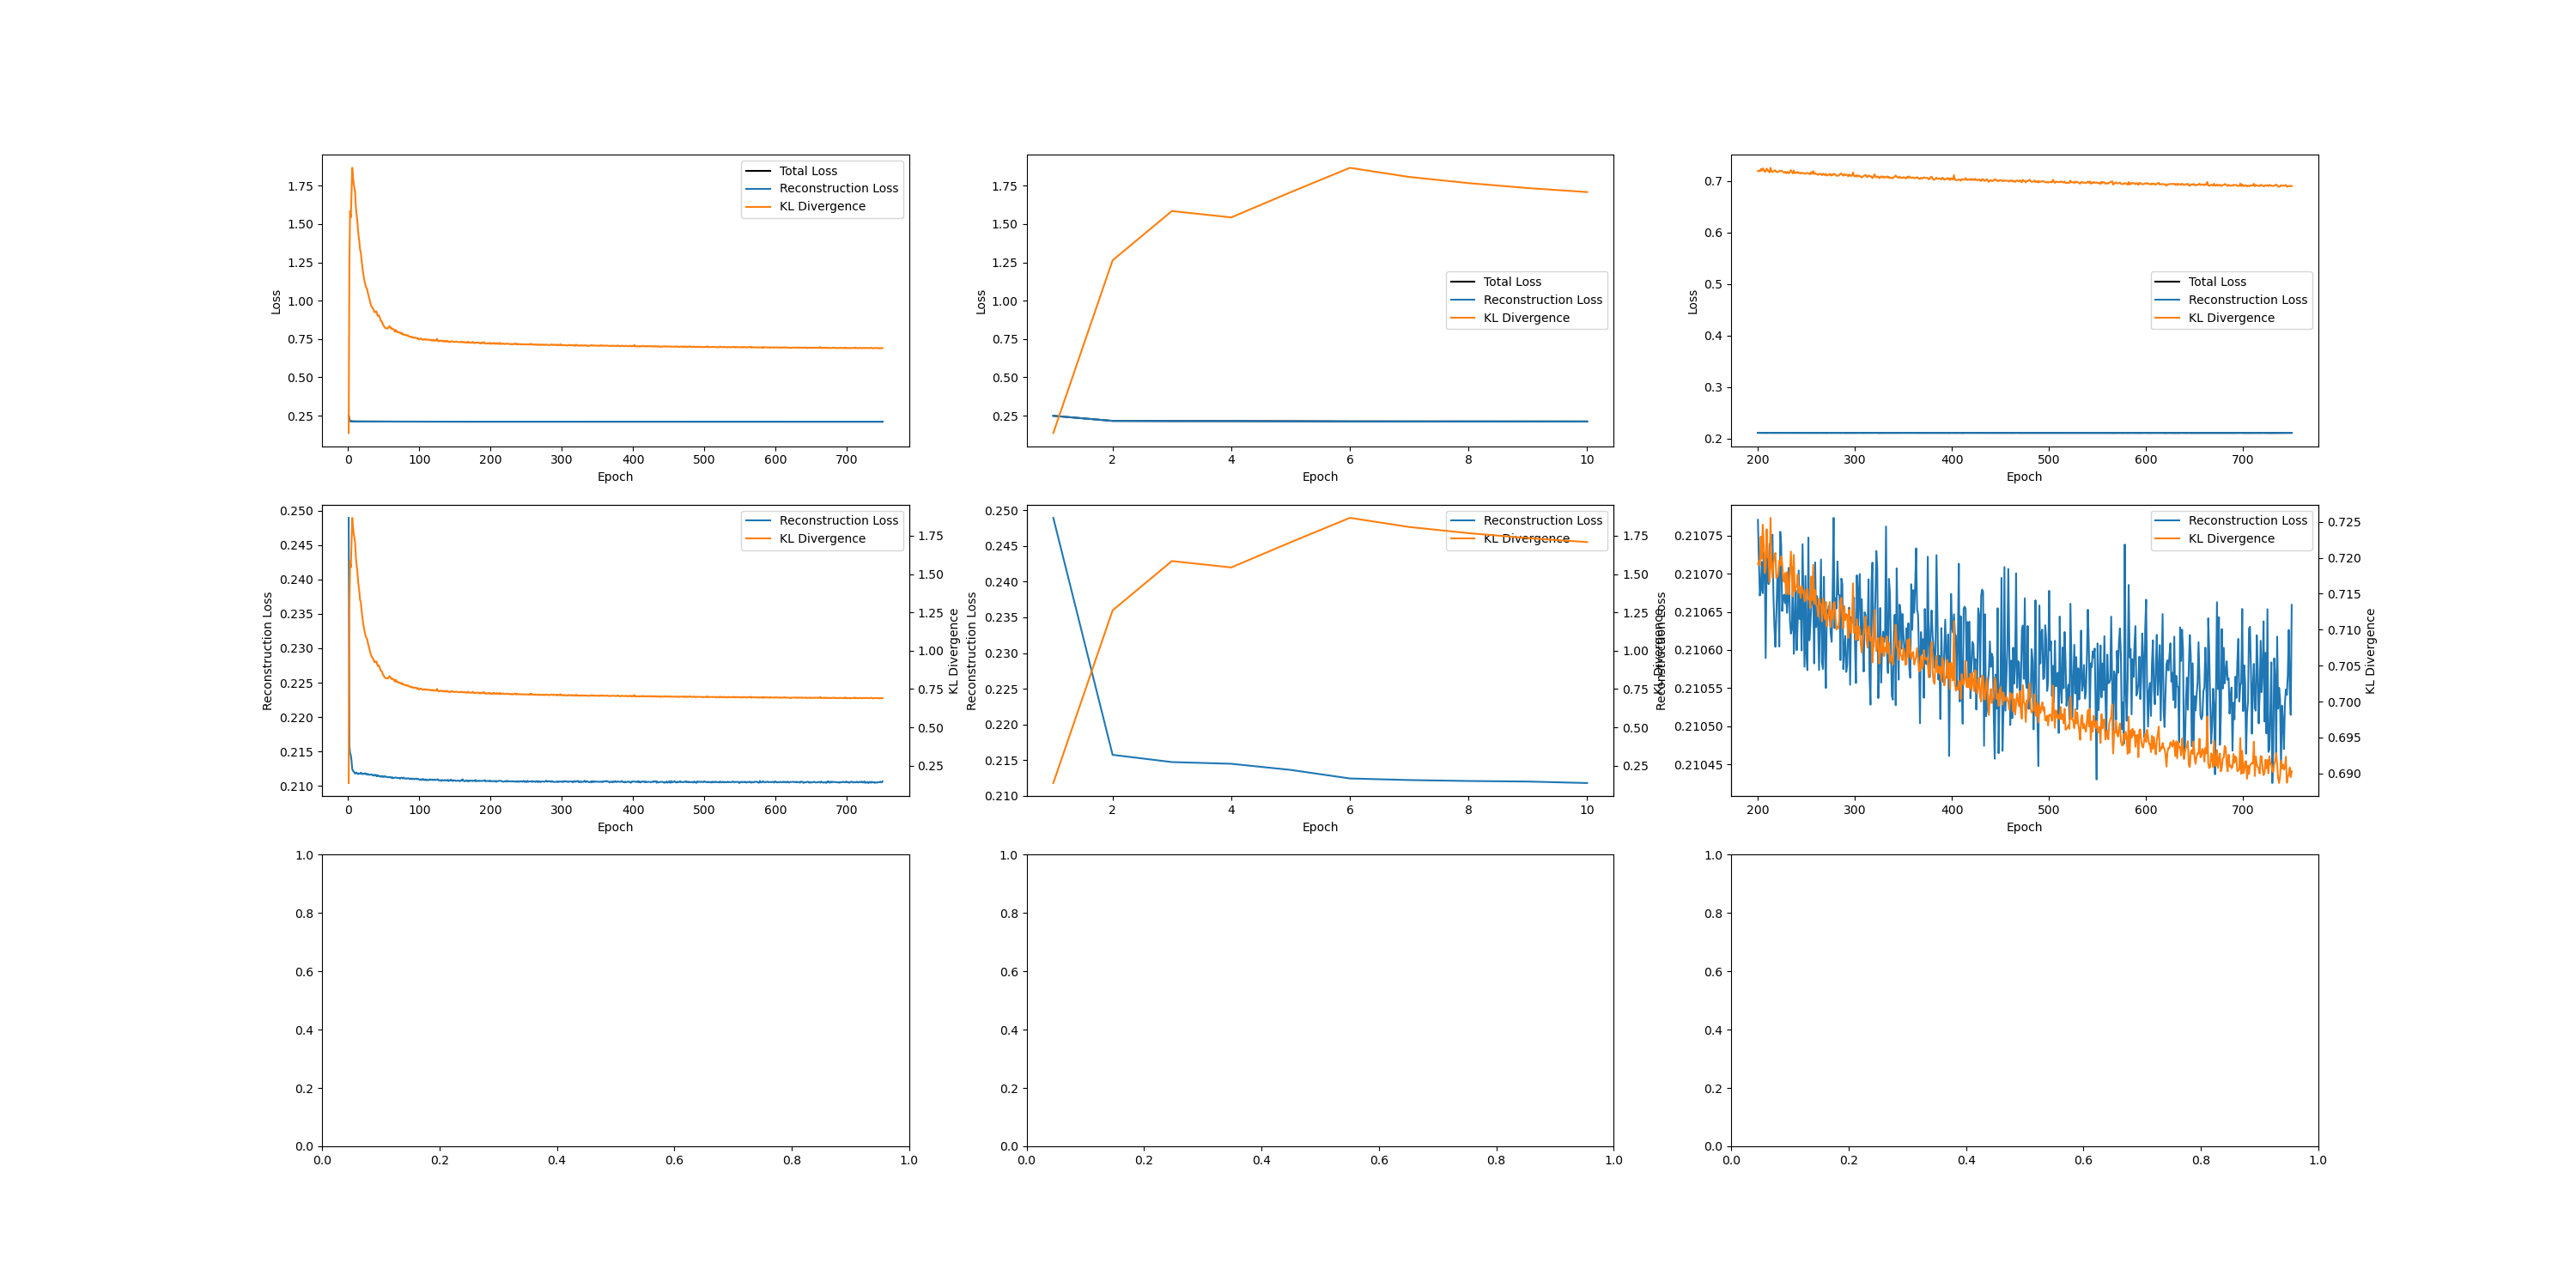 Total Loss
Reconstruction Loss
KL Divergence
1.75
1.50
1.25
1.00
0.75
0.50
0.25
Loss
0 100 200 300 400 500 600 700
Epoch
Total Loss
Reconstruction Loss
KL Divergence
1.75
1.50
1.25
1.00
0.75
0.50
0.25
Loss
2 4 6 8 10
Epoch
Total Loss
Reconstruction Loss
KL Divergence
0.7
0.6
0.5
0.4
0.3
0.2
Loss
200 300 400 500 600 700
Epoch
Reconstruction Loss
KL Divergence
0.250
0.245
0.240
0.235
0.230
0.225
0.220
0.215
0.210
Reconstruction Loss
1.75
1.50
1.25
1.00
0.75
0.50
0.25
KL Divergence
0 100 200 300 400 500 600 700
Epoch
Reconstruction Loss
KL Divergence
0.250
0.245
0.240
0.235
0.230
0.225
0.220
0.215
0.210
Reconstruction Loss
1.75
1.50
1.25
1.00
0.75
0.50
0.25
KL Divergence
2 4 6 8 10
Epoch
Reconstruction Loss
KL Divergence
0.21075
0.21070
0.21065
0.21060
0.21055
0.21050
0.21045
Reconstruction Loss
0.725
0.720
0.715
0.710
0.705
0.700
0.695
0.690
KL Divergence
200 300 400 500 600 700
Epoch
1.0
0.8
0.6
0.4
0.2
0.0
0.0 0.2 0.4 0.6 0.8 1.0
1.0
0.8
0.6
0.4
0.2
0.0
0.0 0.2 0.4 0.6 0.8 1.0
1.0
0.8
0.6
0.4
0.2
0.0
0.0 0.2 0.4 0.6 0.8 1.0